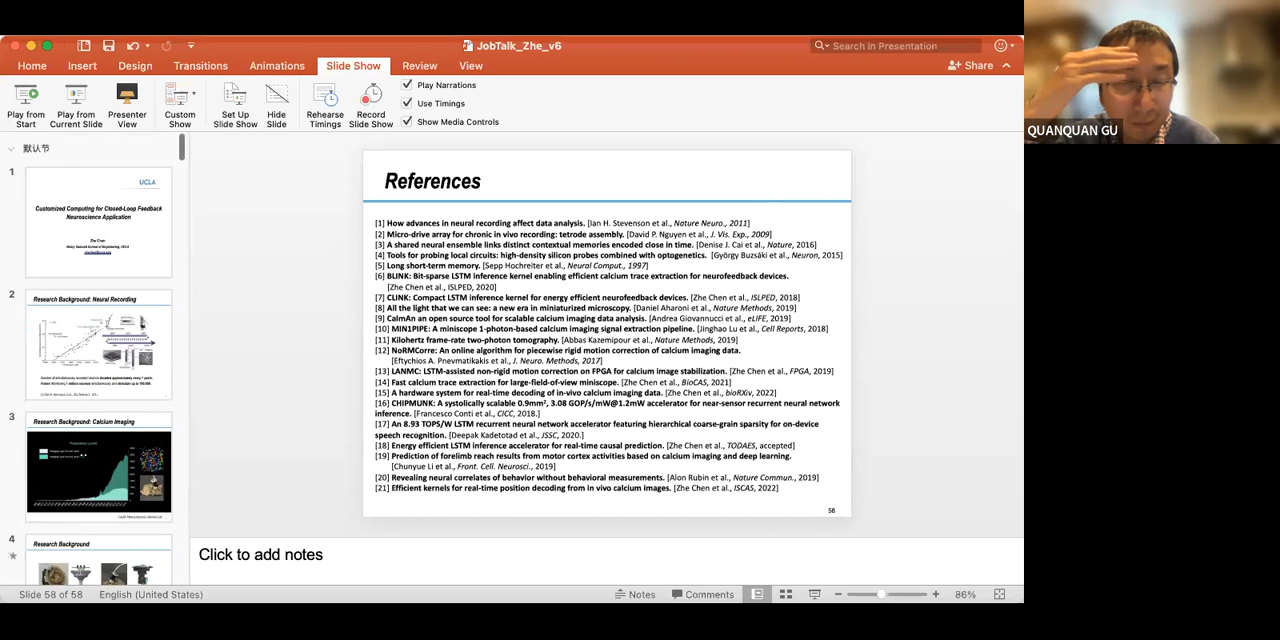 JobTalk_Zhe_v6
Search in Presentation
Home
Insert
Design
Transitions
Animations
Slide Show
Review
View
Share
Play from Start
Play from Current Slide
Presenter View
Custom Show
Set Up Slide Show
Hide Slide
Rehearse Timings
Record Slide Show
Play Narrations
Use Timings
Show Media Controls
QUANQUAN GU
默认节
1
UCLA
Customized Computing for Closed-Loop Feedback
Neuroscience Application
Zhe Chen
2
Research Background: Neural Recording
3
Research Background: Calcium Imaging
4
Research Background
References
[1] How advances in neural recording affect data analysis. [Ian H. Stevenson et al., Nature Neuro., 2011]
[2] Micro-drive array for chronic in vivo recording: tetrode assembly. [David P. Nguyen et al., J. Vis. Exp., 2009]
[3] A shared neural ensemble links distinct contextual memories encoded close in time. [Denise J. Cai et al., Nature, 2016]
[4] Tools for probing local circuits: high-density silicon probes combined with optogenetics. [György Buzsáki et al., Neuron, 2015]
[5] Long short-term memory. [Sepp Hochreiter et al., Neural Comput., 1997]
[6] BLINK: Bit-sparse LSTM inference kernel enabling efficient calcium trace extraction for neurofeedback devices.
[Zhe Chen et al., ISLPED, 2020]
[7] CLINK: Compact LSTM inference kernel for energy efficient neurofeedback devices. [Zhe Chen et al., ISLPED, 2018]
[8] All the light that we can see: a new era in miniaturized microscopy. [Daniel Aharoni et al., Nature Methods, 2019]
[9] CaImAn an open source tool for scalable calcium imaging data analysis. [Andrea Giovannucci et al., eLIFE, 2019]
[10] MIN1PIPE: A miniscope 1-photon-based calcium imaging signal extraction pipeline. [Jinghao Lu et al., Cell Reports, 2018]
[11] Kilohertz frame-rate two-photon tomography. [Abbas Kazemipour et al., Nature Methods, 2019]
[12] NoRMCorre: An online algorithm for piecewise rigid motion correction of calcium imaging data.
[Eftychios A. Pnevmatikakis et al., J. Neuro. Methods, 2017]
[13] LANMC: LSTM-assisted non-rigid motion correction on FPGA for calcium image stabilization. [Zhe Chen et al., FPGA, 2019]
[14] Fast calcium trace extraction for large-field-of-view miniscope. [Zhe Chen et al., BioCAS, 2021]
[15] A hardware system for real-time decoding of in-vivo calcium imaging data. [Zhe Chen et al., bioRXiv, 2022]
[16] CHIPMUNK: A systolically scalable 0.9mm², 3.08 GOP/s/mW@1.2mW accelerator for near-sensor recurrent neural network
inference. [Francesco Conti et al., CICC, 2018.]
[17] An 8.93 TOPS/W LSTM recurrent neural network accelerator featuring hierarchical coarse-grain sparsity for on-device
speech recognition. [Deepak Kadetotad et al., JSSC, 2020.]
[18] Energy efficient LSTM inference accelerator for real-time causal prediction. [Zhe Chen et al., TODAES, accepted]
[19] Prediction of forelimb reach results from motor cortex activities based on calcium imaging and deep learning.
[Chunyue Li et al., Front. Cell. Neurosci., 2019]
[20] Revealing neural correlates of behavior without behavioral measurements. [Alon Rubin et al., Nature Commun., 2019]
[21] Efficient kernels for real-time position decoding from in vivo calcium images. [Zhe Chen et al., ISCAS, 2022]
58
Click to add notes
Slide 58 of 58
English (United States)
Notes
Comments
86%